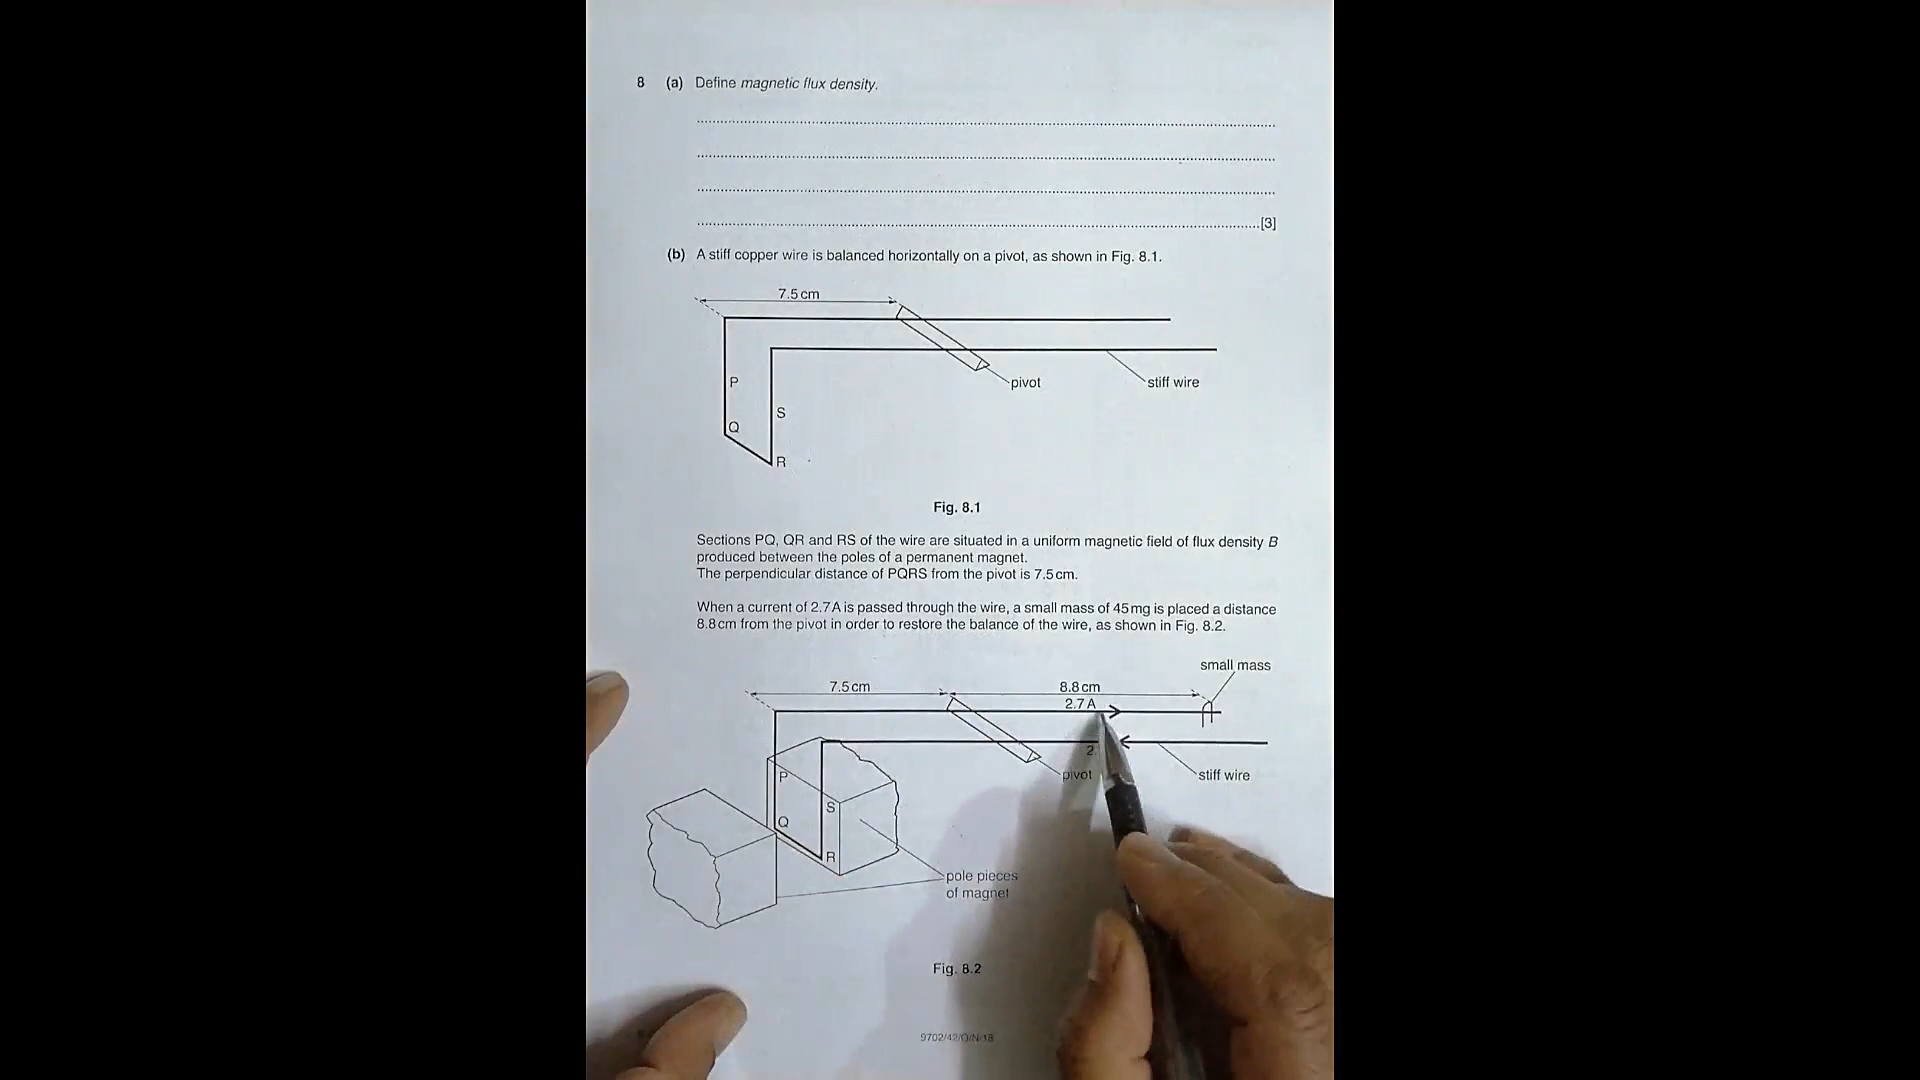 8 (a) Define magnetic flux density.
[3]
(b) A stiff copper wire is balanced horizontally on a pivot, as shown in Fig. 8.1.
7.5 cm
P
S
Q
R
pivot
stiff wire
Fig. 8.1
Sections PQ, QR and RS of the wire are situated in a uniform magnetic field of flux density B
produced between the poles of a permanent magnet.
The perpendicular distance of PQRS from the pivot is 7.5 cm.
When a current of 2.7 A is passed through the wire, a small mass of 45 mg is placed a distance
8.8 cm from the pivot in order to restore the balance of the wire, as shown in Fig. 8.2.
small mass
7.5 cm
8.8 cm
2.7 A
2.
P
pivot
stiff wire
S
Q
R
pole pieces
of magnet
Fig. 8.2
9702/42/O/N/18